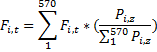 F_{i,t} = \sum_{1}^{570} F_{i,t} * (\frac{P_{i,z}}{\sum_{1}^{570} P_{i,z}})